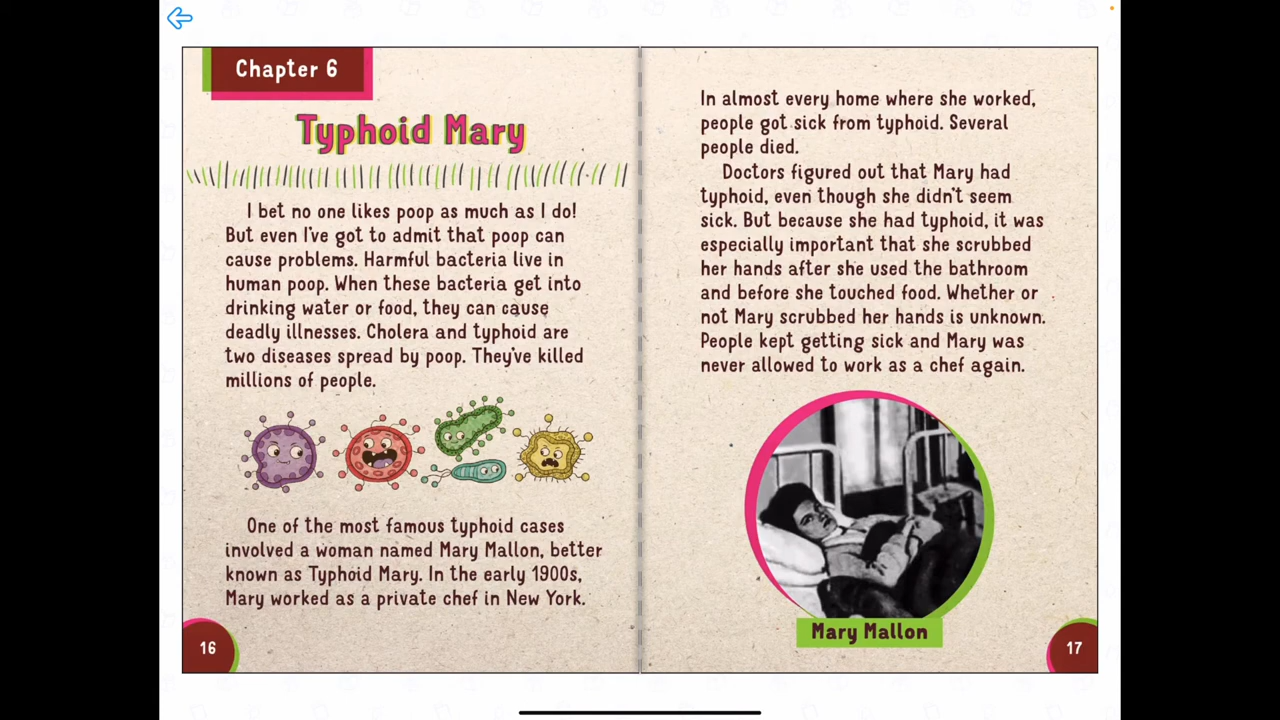 Chapter 6
Typhoid Mary
I bet no one likes poop as much as I do!
But even I've got to admit that poop can
cause problems. Harmful bacteria live in
human poop. When these bacteria get into
drinking water or food, they can cause
deadly illnesses. Cholera and typhoid are
two diseases spread by poop. They've killed
millions of people.
One of the most famous typhoid cases
involved a woman named Mary Mallon, better
known as Typhoid Mary. In the early 1900s,
Mary worked as a private chef in New York.
16
In almost every home where she worked,
people got sick from typhoid. Several
people died.
Doctors figured out that Mary had
typhoid, even though she didn't seem
sick. But because she had typhoid, it was
especially important that she scrubbed
her hands after she used the bathroom
and before she touched food. Whether or
not Mary scrubbed her hands is unknown.
People kept getting sick and Mary was
never allowed to work as a chef again.
Mary Mallon
17